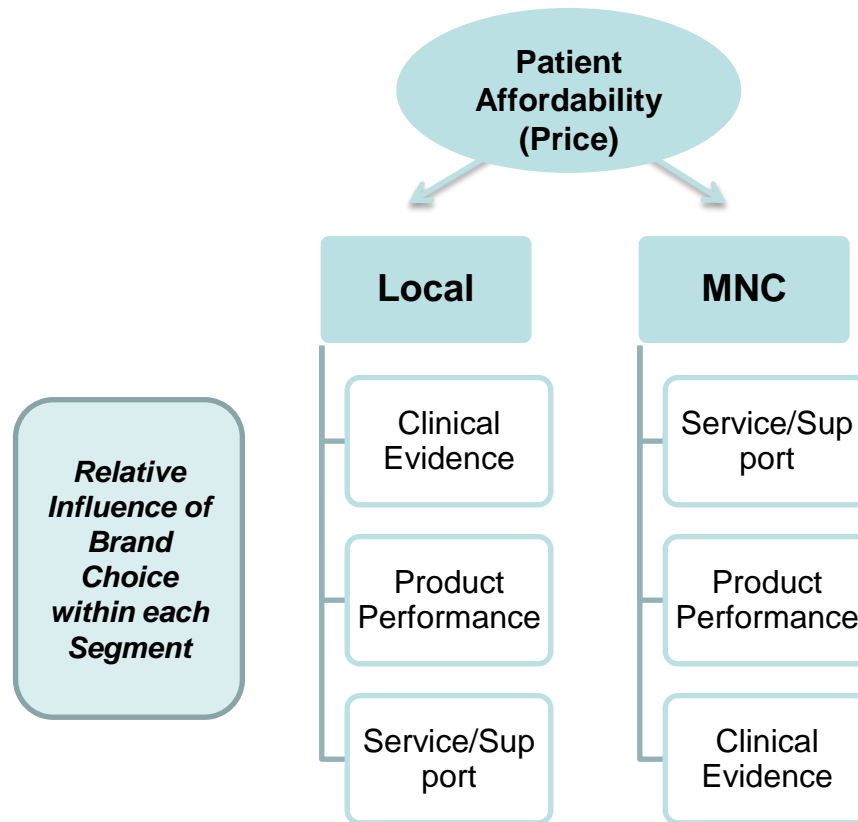 Patient
Affordability
(Price)
Local
MNC
Relative
Influence of
Brand
Choice
within each
Segment
Clinical
Evidence
Product
Performance
Service/Sup
port
Service/Sup
port
Product
Performance
Clinical
Evidence